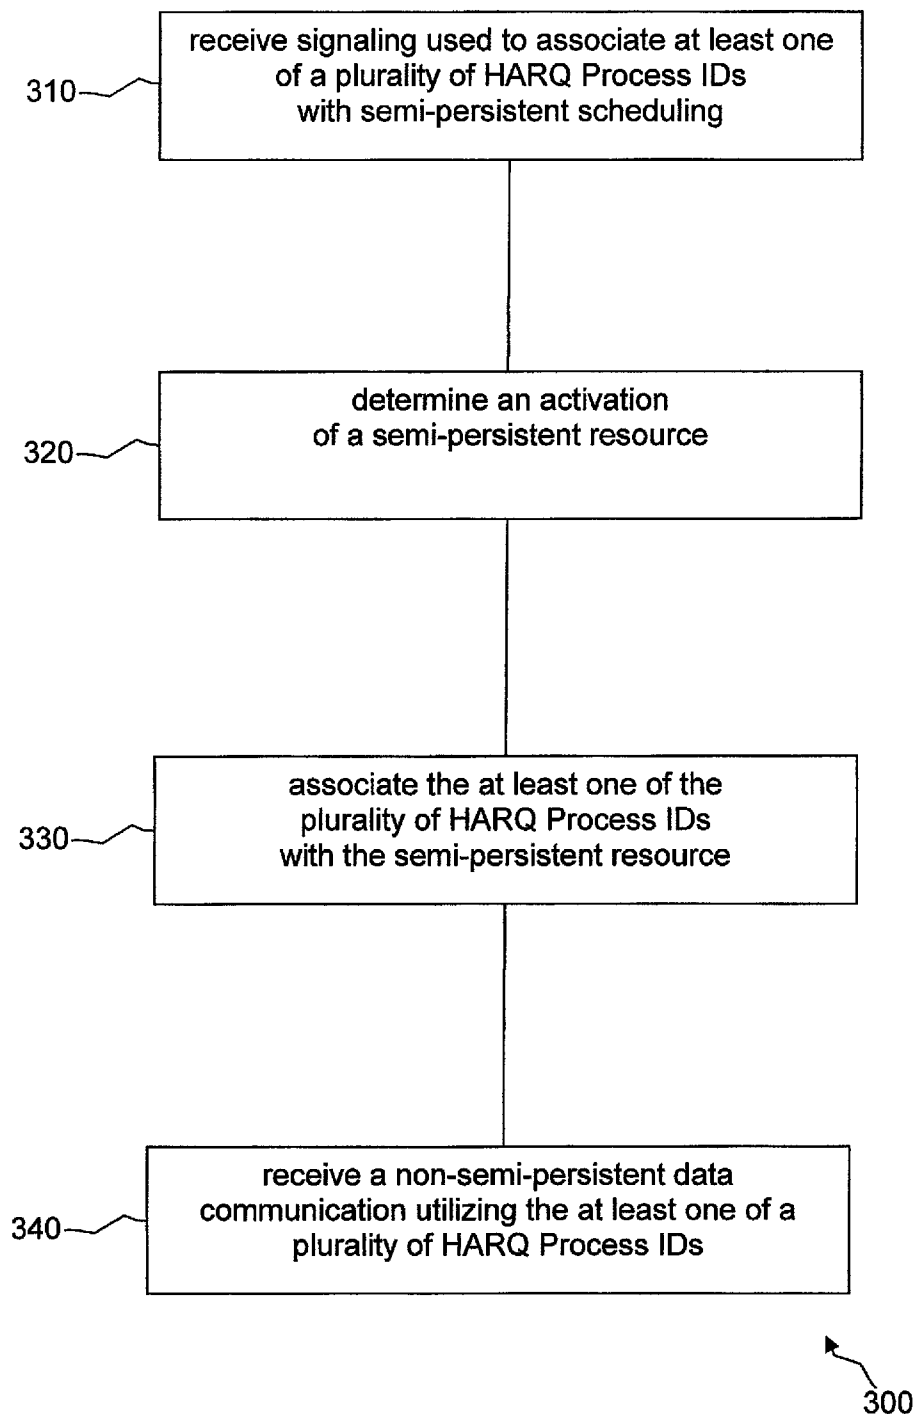 receive signaling used to associate at least one
of a plurality of HARQ Process IDs
with semi-persistent scheduling
310
determine an activation
of a semi-persistent resource
320
associate the at least one of the
plurality of HARQ Process IDs
with the semi-persistent resource
330
receive a non-semi-persistent data
communication utilizing the at least one of a
plurality of HARQ Process IDs
340
300